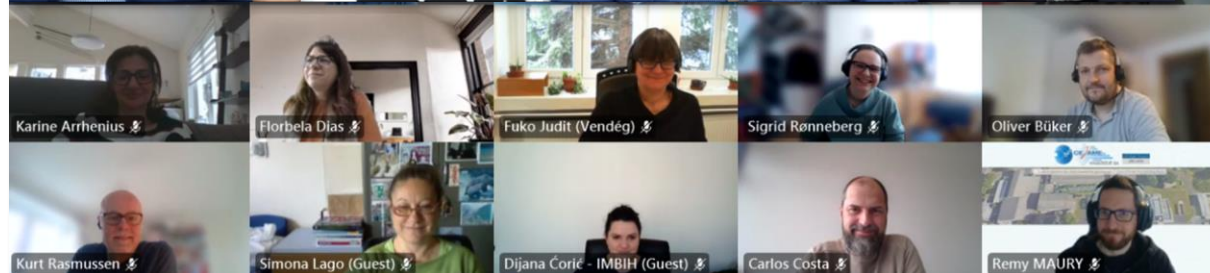 Karine Arrhenius
Florbela Dias
Fuko Judit (Vendég)
Sigrid Rønneberg
Oliver Büker
Kurt Rasmussen
Simona Lago (Guest)
Dijana Ćorić - IMBIH (Guest)
Carlos Costa
Remy MAURY